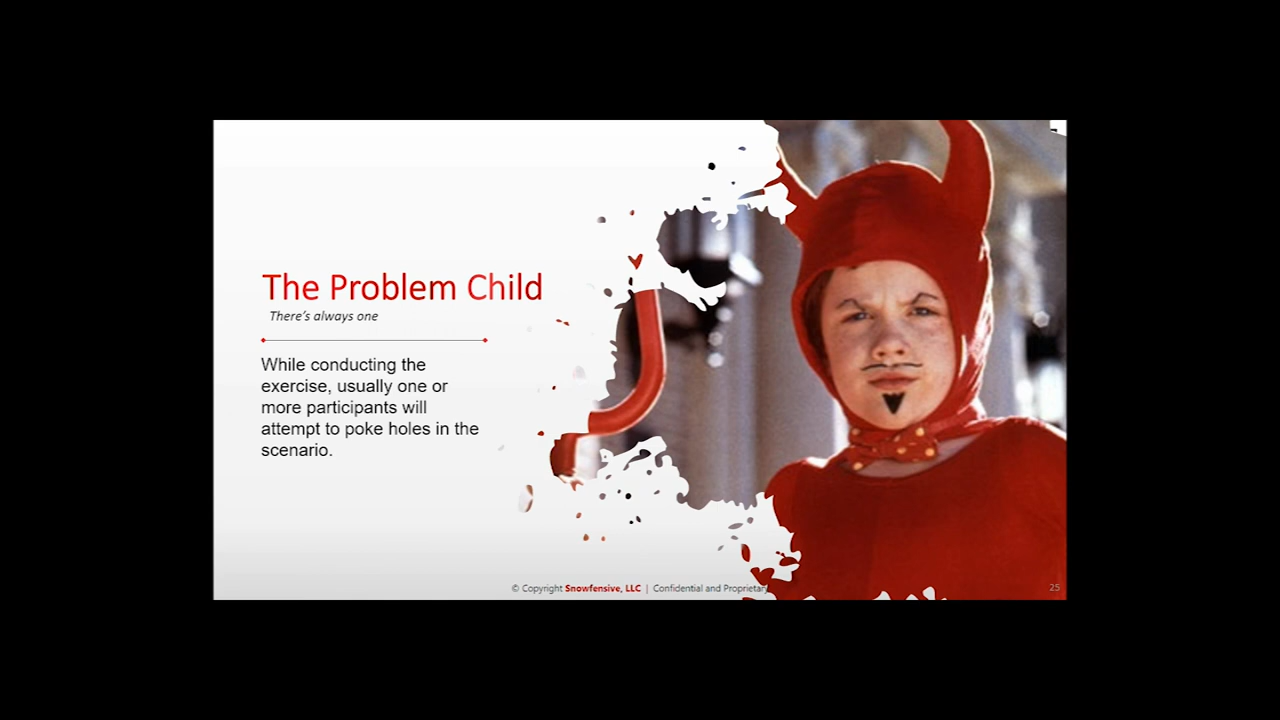 The Problem Child
There's always one
While conducting the
exercise, usually one or
more participants will
attempt to poke holes in the
scenario.
© Copyright Snowfensive, LLC | Confidential and Proprietary
25